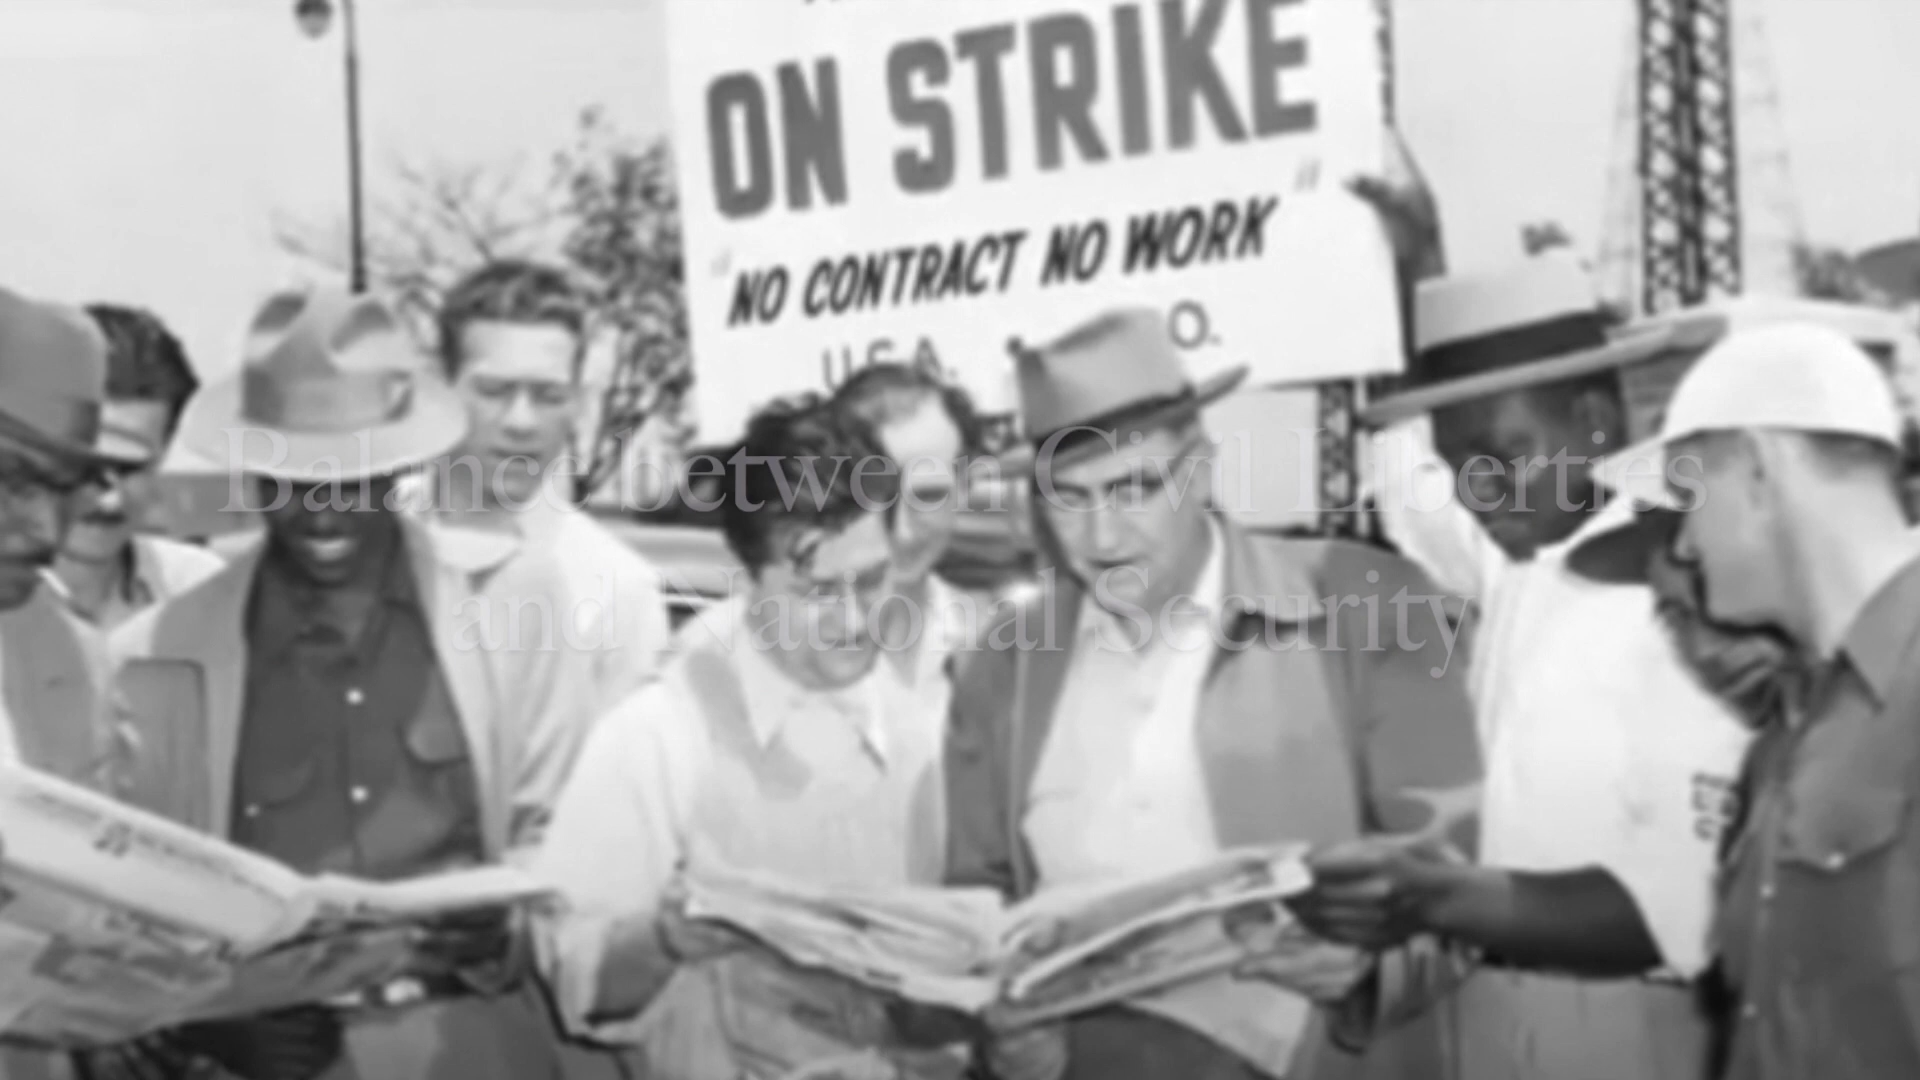 ON STRIKE
"NO CONTRACT NO WORK"
U.S.A.
O.
Balance between Civil Liberties
and National Security